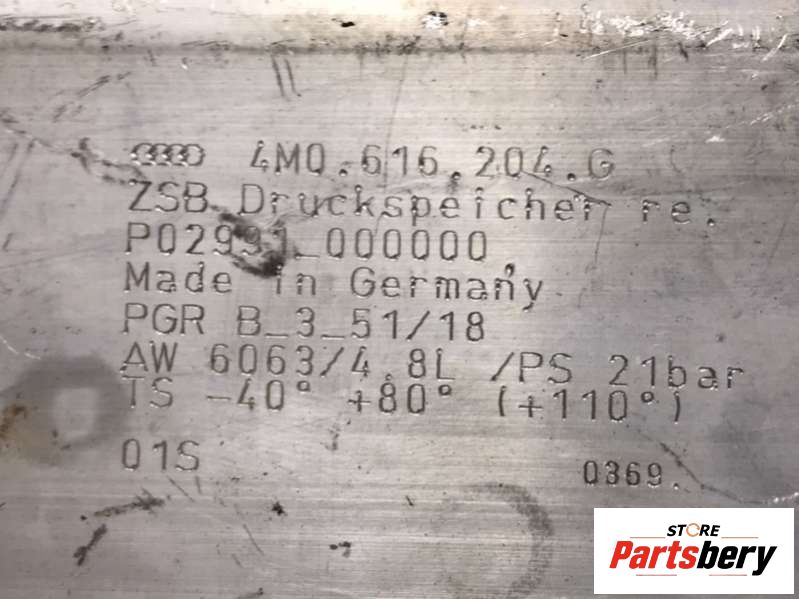 4M0.616.204.G
ZSB Druckspeicher re.
P02991_000000
Made in Germany
PGR B_3_51/18
AW 6063/4.8L /PS 21bar
TS -40° +80° (+110°)
01S
0369.
STORE
Partsbery